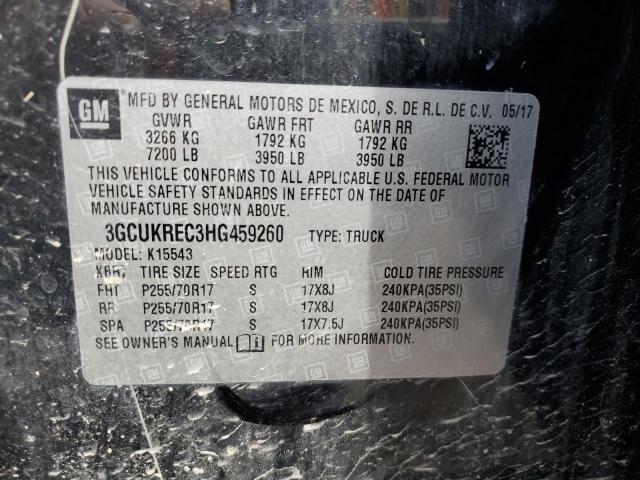 GM
MFD BY GENERAL MOTORS DE MEXICO, S. DE R.L. DE C.V. 05/17
GVWR GAWR FRT GAWR RR
3266 KG 1792 KG 1792 KG
7200 LB 3950 LB 3950 LB
THIS VEHICLE CONFORMS TO ALL APPLICABLE U.S. FEDERAL MOTOR
VEHICLE SAFETY STANDARDS IN EFFECT ON THE DATE OF
MANUFACTURE SHOWN ABOVE.
3GCUKREC3HG459260 TYPE: TRUCK
MODEL: K15543
XBR7 TIRE SIZE SPEED RTG RIM COLD TIRE PRESSURE
FRT P255/70R17 S 17X8J 240KPA(35PSI)
RR P255/70R17 S 17X8J 240KPA(35PSI)
SPA P255/70R17 S 17X7.5J 240KPA(35PSI)
SEE OWNER'S MANUAL FOR MORE INFORMATION.